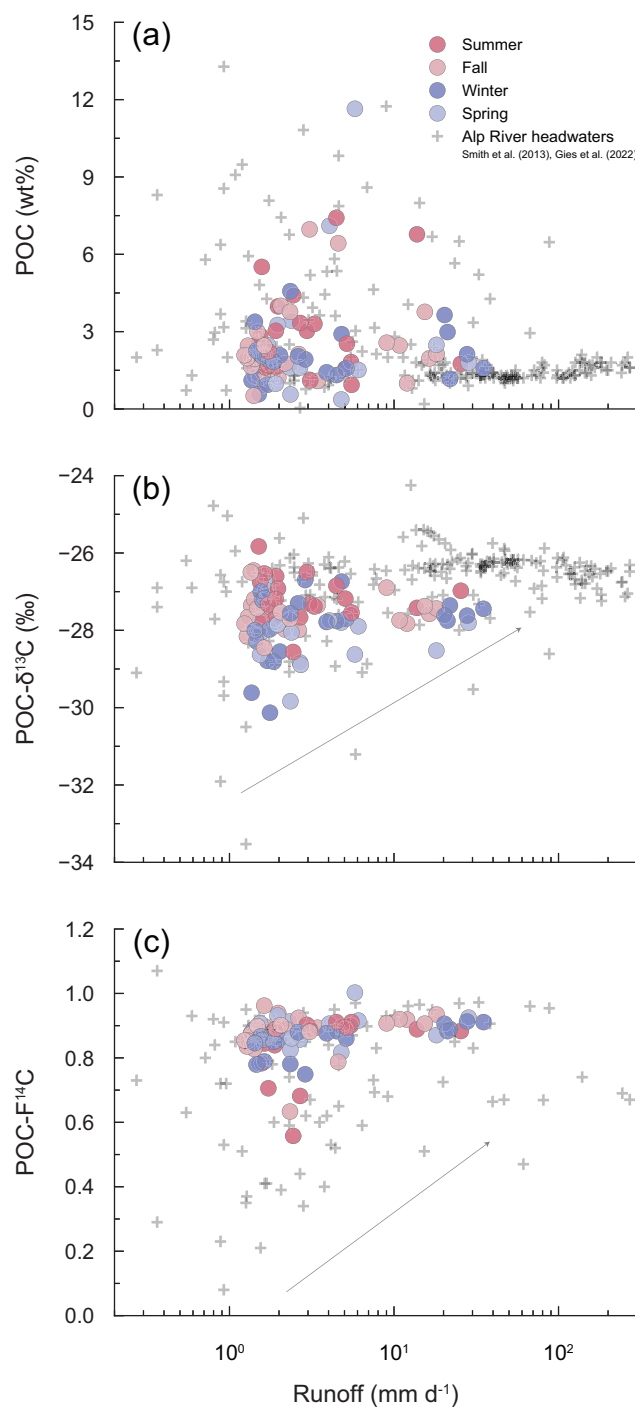 (a)
15
12
9
6
3
0
POC (wt%)
Summer
Fall
Winter
Spring
Alp River headwaters
Smith et al. (2013), Gies et al. (2022)
(b)
−24
−26
−28
−30
−32
−34
POC-δ¹³C (‰)
(c)
1.2
1.0
0.8
0.6
0.4
0.2
0.0
POC-F¹⁴C
10⁰ 10¹ 10²
Runoff (mm d⁻¹)